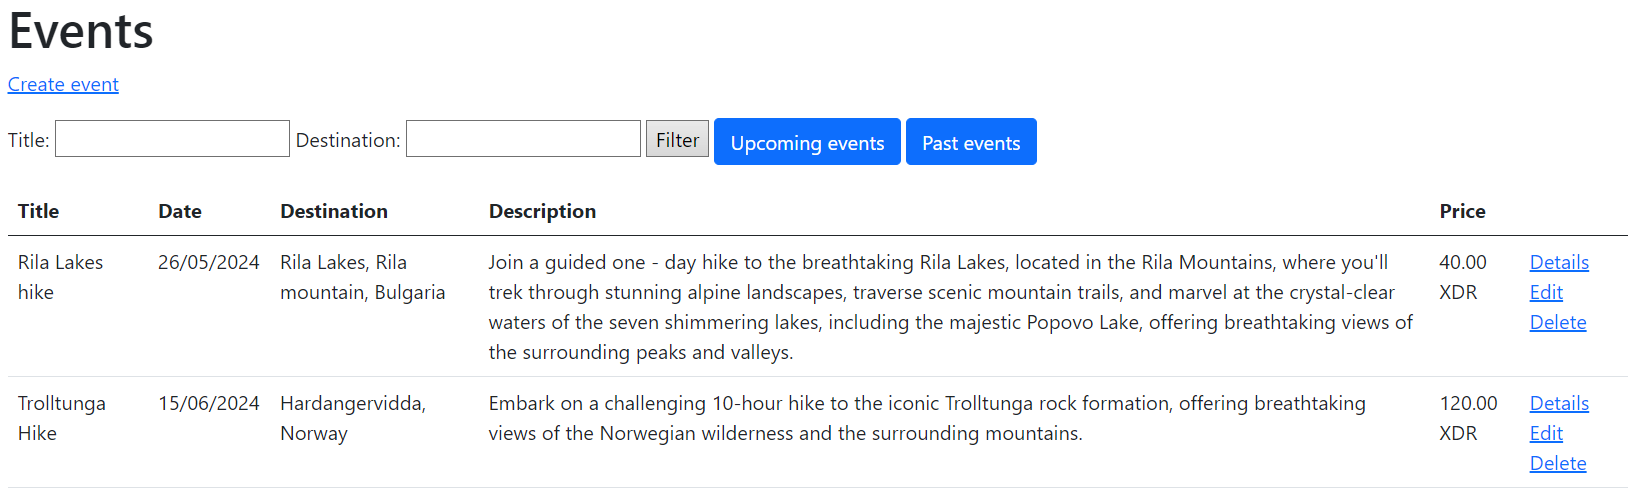 Events
Create event
Title: Destination: Filter Upcoming events Past events
Title Date Destination Description Price
Rila Lakes 26/05/2024 Rila Lakes, Rila Join a guided one - day hike to the breathtaking Rila Lakes, located in the Rila Mountains, where you'll 40.00 Details
hike mountain, Bulgaria trek through stunning alpine landscapes, traverse scenic mountain trails, and marvel at the crystal-clear XDR Edit
waters of the seven shimmering lakes, including the majestic Popovo Lake, offering breathtaking views of Delete
the surrounding peaks and valleys.
Trolltunga 15/06/2024 Hardangervidda, Embark on a challenging 10-hour hike to the iconic Trolltunga rock formation, offering breathtaking 120.00 Details
Hike Norway views of the Norwegian wilderness and the surrounding mountains. XDR Edit
Delete